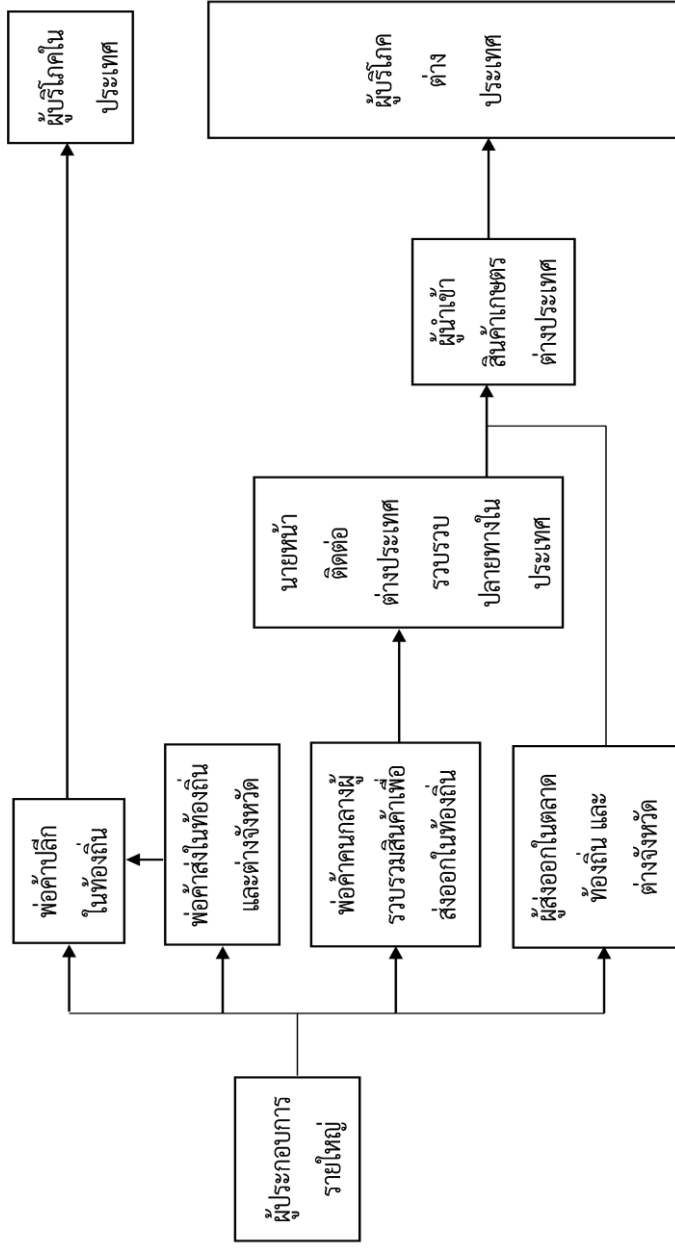 ผู้ประกอบการ
รายใหญ่
พ่อค้าปลีก
ในท้องถิ่น
พ่อค้าส่งในท้องถิ่น
และต่างจังหวัด
พ่อค้าคนกลางผู้
รวบรวมสินค้าเพื่อ
ส่งออกในท้องถิ่น
ผู้ส่งออกในตลาด
ท้องถิ่น และ
ต่างจังหวัด
นายหน้า
ติดต่อ
ต่างประเทศ
รวบรวบ
ปลายทางใน
ประเทศ
ผู้นำเข้า
สินค้าเกษตร
ต่างประเทศ
ผู้บริโภคใน
ประเทศ
ผู้บริโภค
ต่าง
ประเทศ